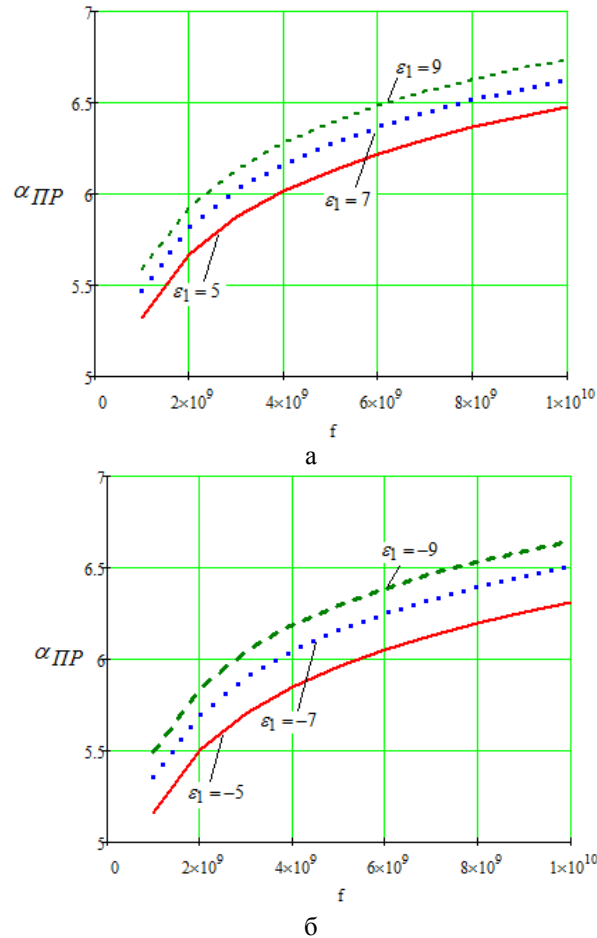 7
6.5
6
5.5
5
α ПР
ε1 = 9
ε1 = 7
ε1 = 5
0 2×10⁹ 4×10⁹ 6×10⁹ 8×10⁹ 1×10¹⁰
f
а
7
6.5
6
5.5
5
α ПР
ε1 = −9
ε1 = −7
ε1 = −5
0 2×10⁹ 4×10⁹ 6×10⁹ 8×10⁹ 1×10¹⁰
f
б